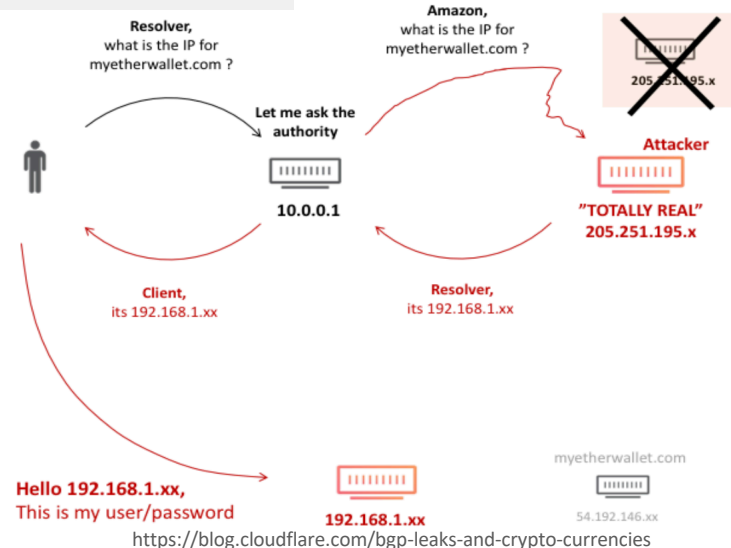 Resolver,
what is the IP for
myetherwallet.com ?
Amazon,
what is the IP for
myetherwallet.com ?
205.251.195.x
Let me ask the
authority
10.0.0.1
Attacker
”TOTALLY REAL”
205.251.195.x
Client,
its 192.168.1.xx
Resolver,
its 192.168.1.xx
Hello 192.168.1.xx,
This is my user/password
192.168.1.xx
myetherwallet.com
54.192.146.xx
https://blog.cloudflare.com/bgp-leaks-and-crypto-currencies